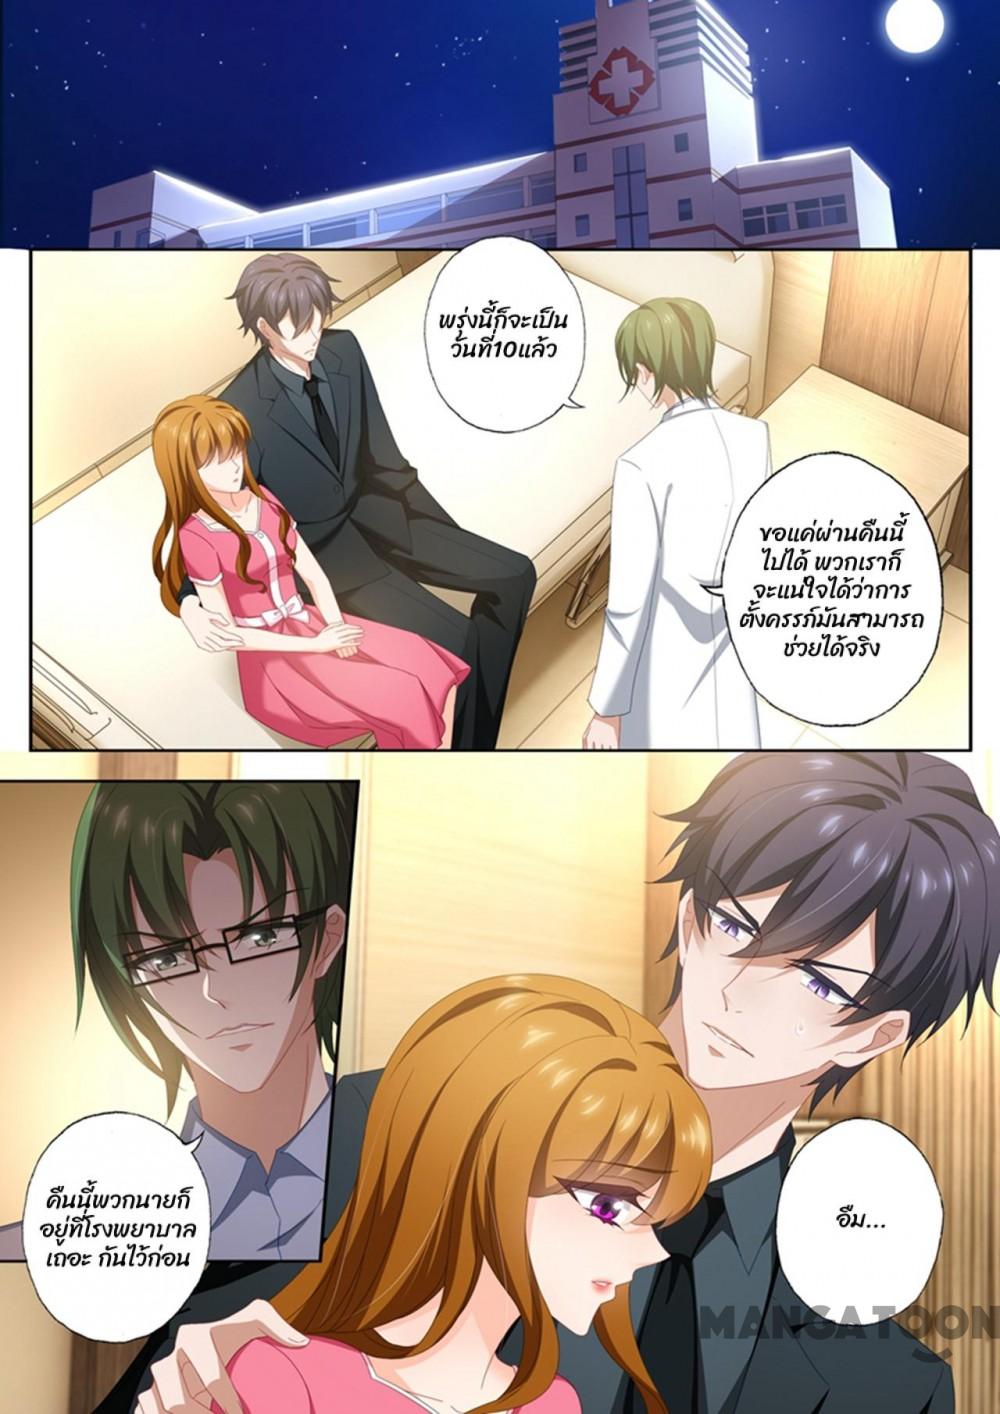 พรุ่งนี้ก็จะเป็น
วันที่10แล้ว
ขอแค่ผ่านคืนนี้
ไปได้ พวกเราก็
จะแน่ใจได้ว่าการ
ตั้งครรภ์มันสามารถ
ช่วยได้จริง
คืนนี้พวกนายก็
อยู่ที่โรงพยาบาล
เถอะ กันไว้ก่อน
อืม...
MANGATOON